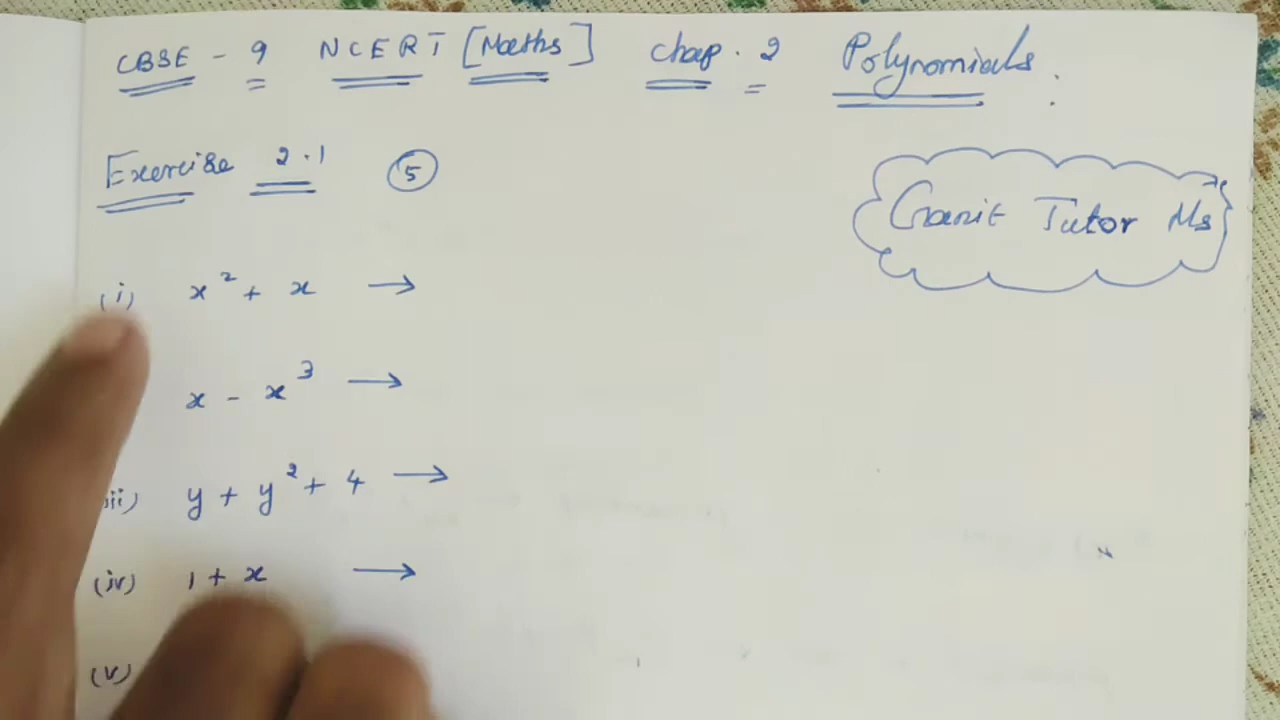 CBSE - 9 NCERT [Maths] Chap. 2 Polynomials.
Exercise 2.1 (5)
Ganit Tutor Ms
(i) x² + x →
x - x³ →
iii) y + y² + 4 →
(iv) 1 + x →
(v)